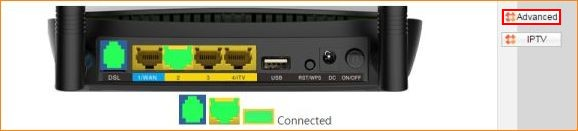 Advanced
IPTV
DSL 1/WAN 2 3 4/iTV USB RST/WPS DC ON/OFF
Connected